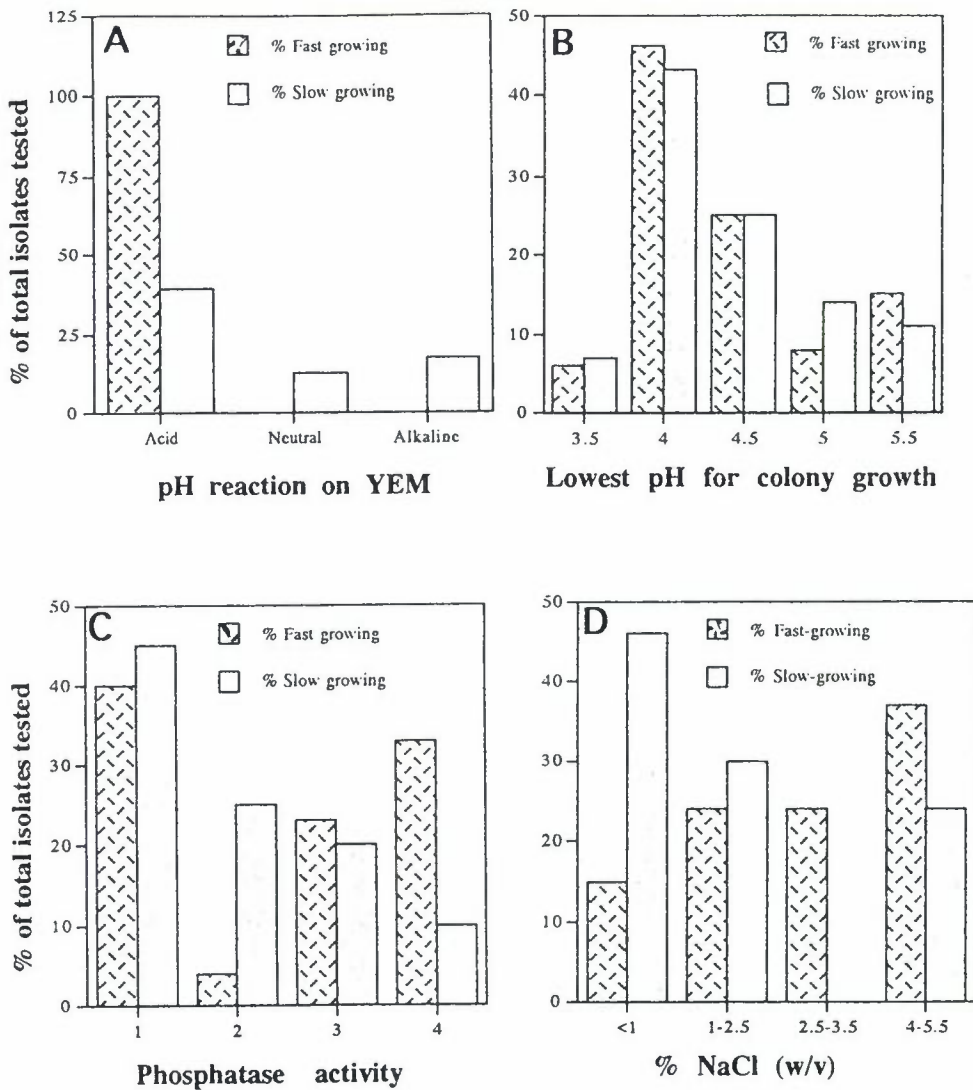 A
% Fast growing
% Slow growing
125
100
75
50
25
0
% of total isolates tested
Acid
Neutral
Alkaline
pH reaction on YEM
B
% Fast growing
% Slow growing
50
40
30
20
10
0
3.5
4
4.5
5
5.5
Lowest pH for colony growth
C
% Fast growing
% Slow growing
50
40
30
20
10
0
% of total isolates tested
1
2
3
4
Phosphatase activity
D
% Fast-growing
% Slow-growing
50
40
30
20
10
0
<1
1-2.5
2.5-3.5
4-5.5
% NaCl (w/v)